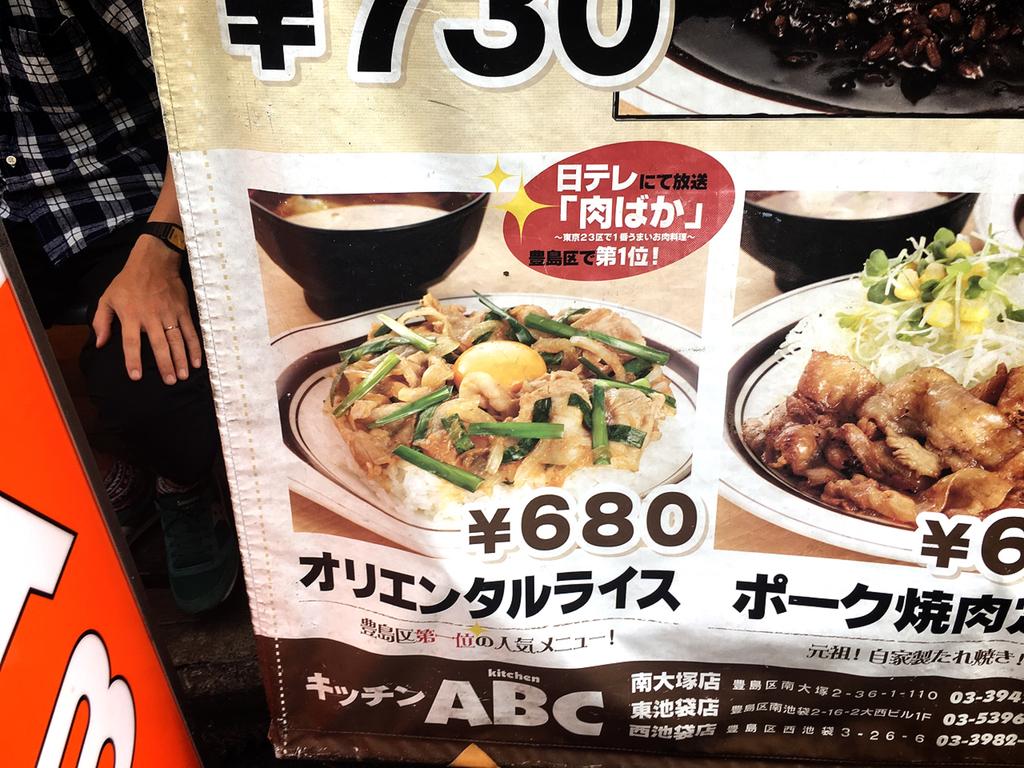 ¥730
日テレにて放送
「肉ばか」
～東京23区で1番うまいお肉料理～
豊島区で第1位!
¥680
オリエンタルライス
豊島区第一位の人気メニュー!
¥6
ポーク焼肉
元祖!自家製たれ焼き!
kitchen
キッチンABC
南大塚店 豊島区南大塚2-36-1-110 03-394
東池袋店 豊島区南池袋2-16-2大西ビル1F 03-5396
西池袋店 豊島区西池袋3-26-6 03-3982-
B